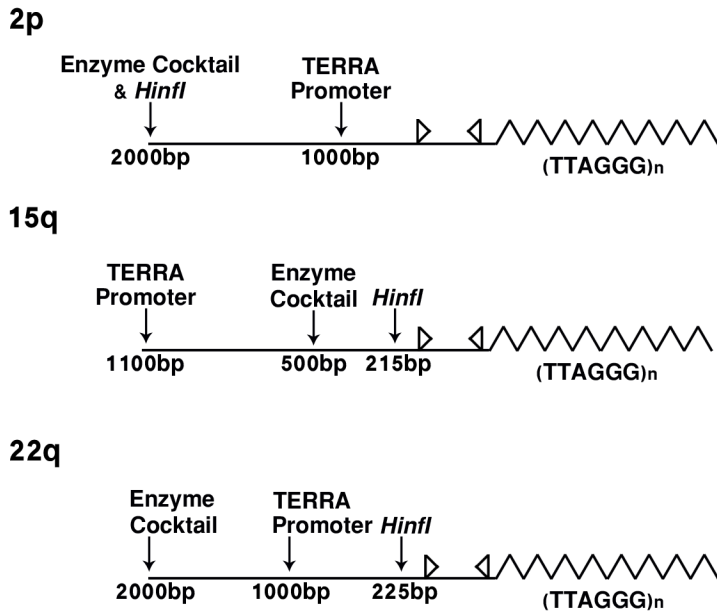 2p
Enzyme Cocktail
& HinfI
TERRA
Promoter
2000bp
1000bp
(TTAGGG)n
15q
TERRA
Promoter
Enzyme
Cocktail
HinfI
1100bp
500bp
215bp
(TTAGGG)n
22q
Enzyme
Cocktail
TERRA
Promoter
HinfI
2000bp
1000bp
225bp
(TTAGGG)n